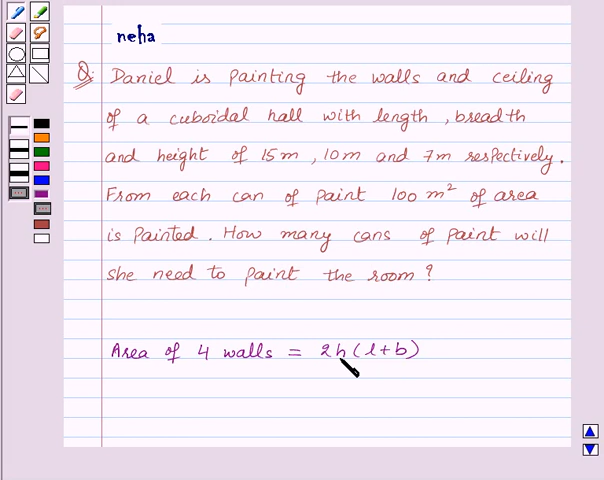 neha
Q. Daniel is painting the walls and ceiling
of a cuboidal hall with length, breadth
and height of 15m, 10m and 7m respectively.
From each can of paint 100 m² of area
is painted. How many cans of paint will
she need to paint the room?
Area of 4 walls = 2h(l+b)